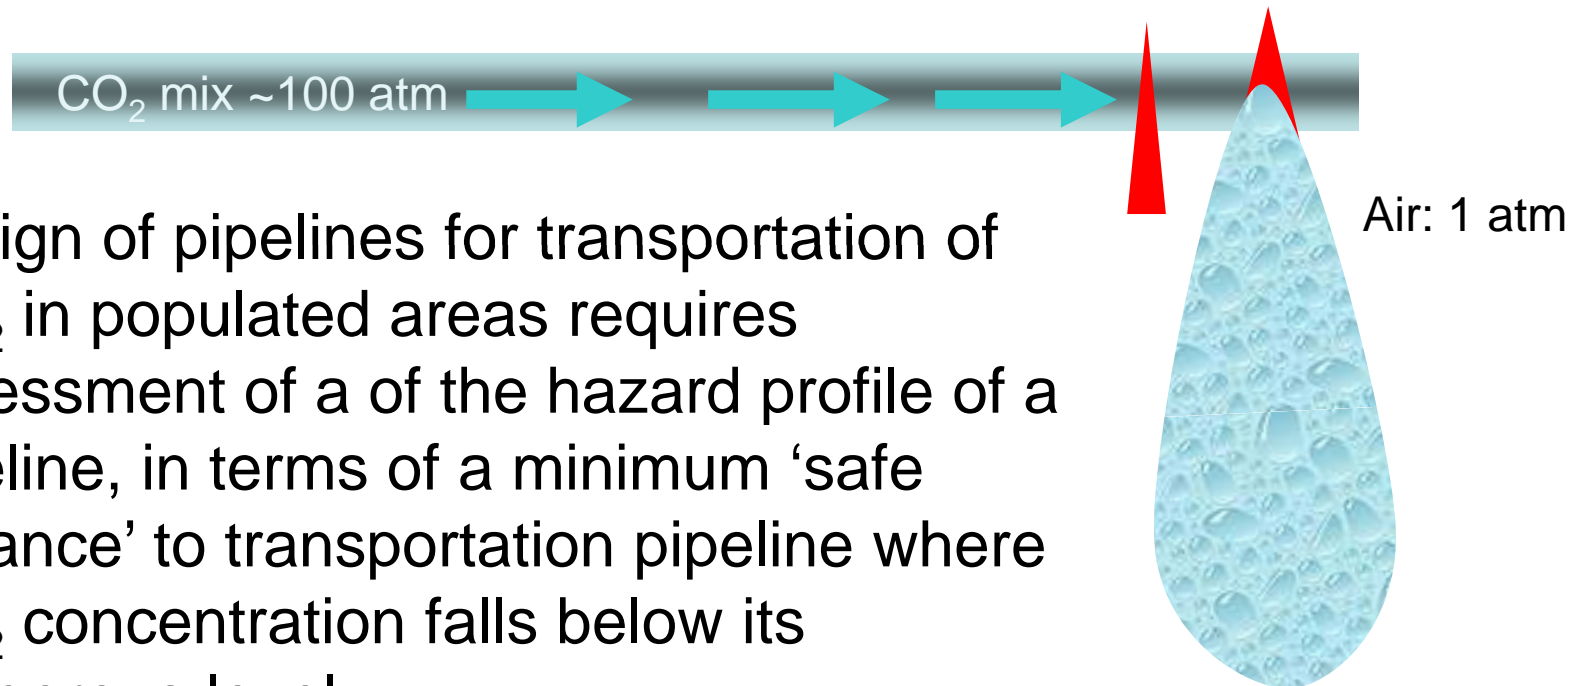 CO₂ mix ~100 atm
Air: 1 atm
ign of pipelines for transportation of
₂ in populated areas requires
essment of a of the hazard profile of a
eline, in terms of a minimum ‘safe
ance’ to transportation pipeline where
₂ concentration falls below its